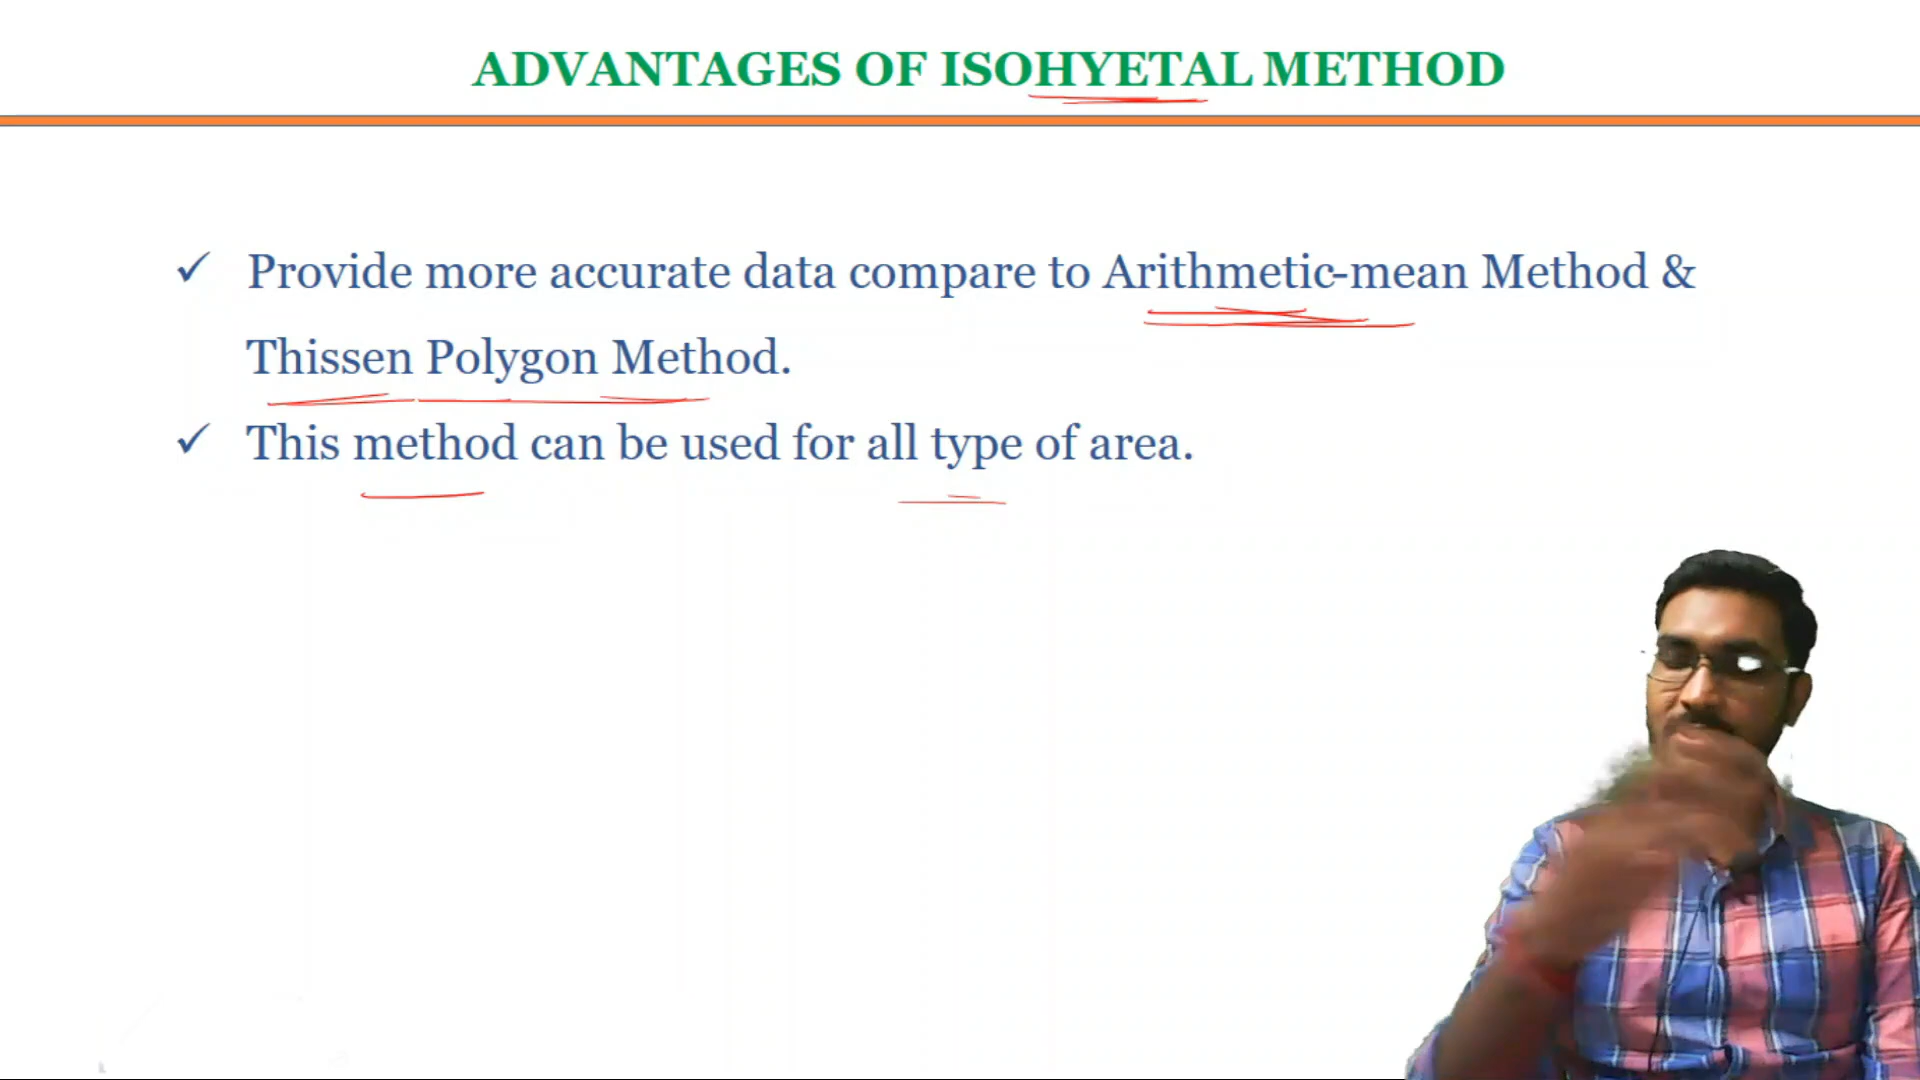 ADVANTAGES OF ISOHYETAL METHOD
✓ Provide more accurate data compare to Arithmetic-mean Method &
Thissen Polygon Method.
✓ This method can be used for all type of area.